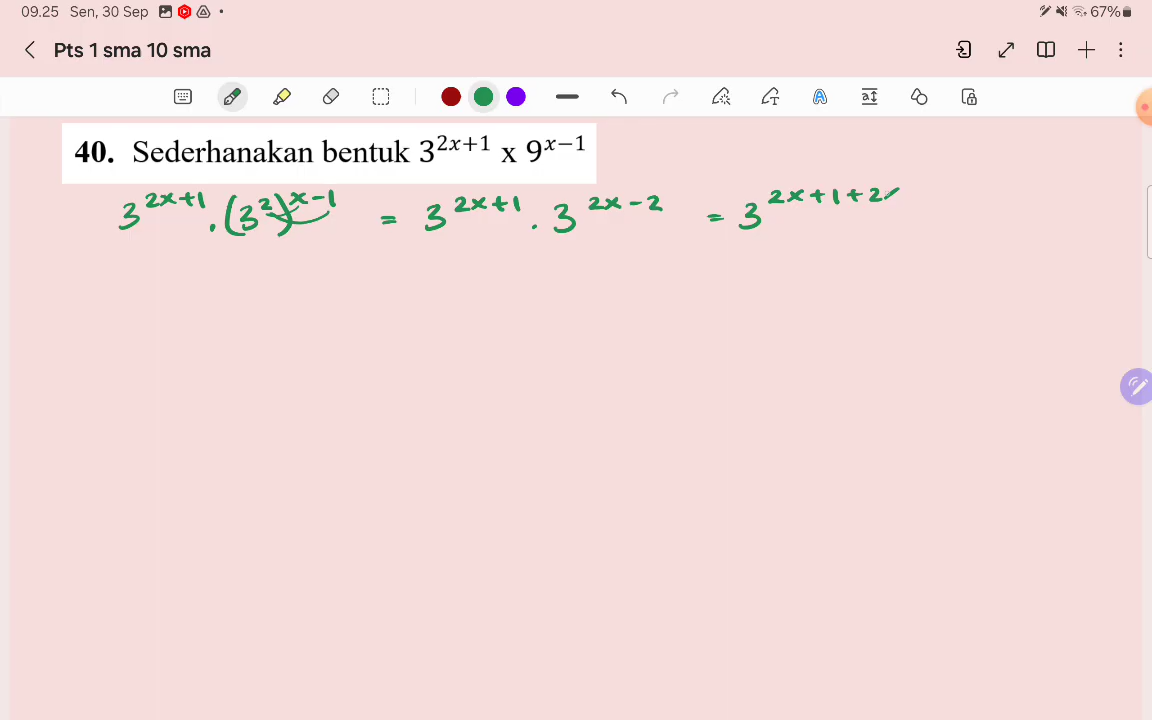 09.25 Sen, 30 Sep 67%
Pts 1 sma 10 sma
40. Sederhanakan bentuk 3^{2x+1} x 9^{x−1}
3^{2x+1} . (3^2)^{x-1} = 3^{2x+1} . 3^{2x-2} = 3^{2x+1+2